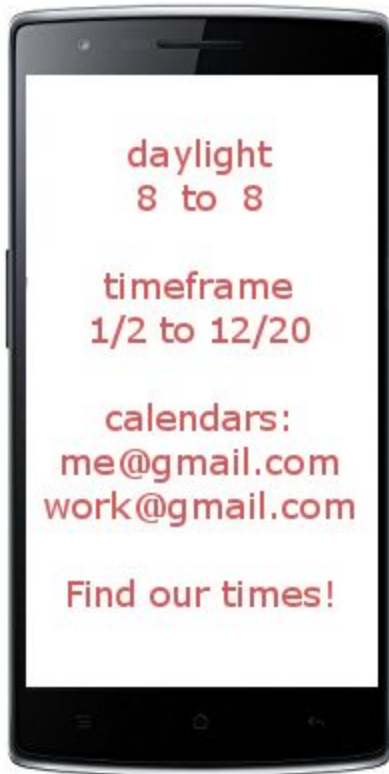 daylight
8 to 8
timeframe
1/2 to 12/20
calendars:
me@gmail.com
work@gmail.com
Find our times!